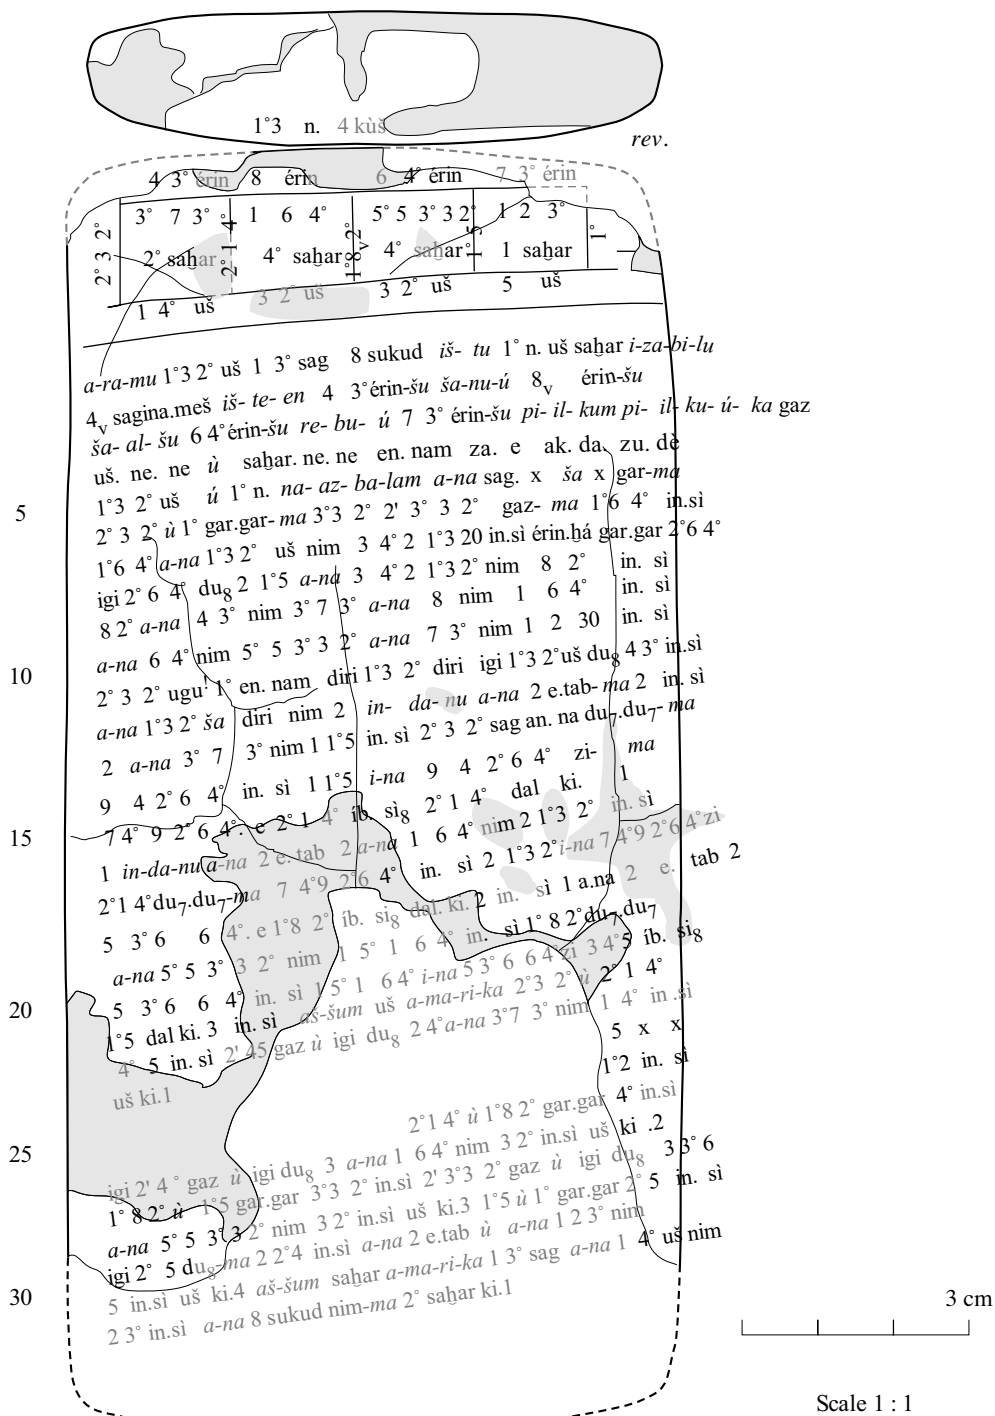 1°3 n. 4 kùš
rev.
4 3° érin 8 érin 6 4° érin 7 3° érin
3° 7 3° 1 6 4° 5° 5 3° 3 2° 1 2 3°
2° 3 2° 2° 1 4° 1°8v 2° 1° 5 1°
2° saḫar 4° saḫar 4° saḫar 1 saḫar
1 4° uš 3 2° uš 3 2° uš 5 uš
a-ra-mu 1°3 2° uš 1 3° sag 8 sukud iš- tu 1° n. uš saḫar i-za-bi-lu
4v sagina.meš iš- te- en 4 3°érin-šu ša-nu-ú 8v érin-šu
ša- al- šu 6 4°érin-šu re- bu- ú 7 3° érin-šu pi- il- kum pi- il- ku- ú- ka gaz
uš. ne. ne ù saḫar. ne. ne en. nam za. e ak. da. zu. dè
5 1°3 2° uš ú 1° n. na- az- ba-lam a-na sag. x ša x gar-ma
2° 3 2° ù 1° gar.gar- ma 3°3 2° 2' 3° 3 2° gaz- ma 1°6 4° in.sì
1°6 4° a-na 1°3 2° uš nim 3 4° 2 1°3 20 in.sì érin.há gar.gar 2°6 4°
igi 2° 6 4° du8 2 1°5 a-na 3 4° 2 1°3 2° nim 8 2° in. sì
8 2° a-na 4 3° nim 3° 7 3° a-na 8 nim 1 6 4° in. sì
10 a-na 6 4° nim 5° 5 3° 3 2° a-na 7 3° nim 1 2 30 in. sì
2° 3 2° ugu! 1° en. nam diri 1°3 2° diri igi 1°3 2°uš du8 4 3° in.sì
a-na 1°3 2° ša diri nim 2 in- da- nu a-na 2 e.tab- ma 2 in. sì
2 a-na 3° 7 3° nim 1 1°5 in. sì 2° 3 2° sag an. na du7.du7- ma
9 4 2° 6 4° in. sì 1 1°5 i-na 9 4 2° 6 4° zi- ma
15 7 4° 9 2° 6 4°. e 2° 1 4° íb. sì8 2° 1 4° dal ki. 1
1 in-da-nu a-na 2 e. tab 2 a-na 1 6 4° nim 2 1°3 2° in. sì
2°1 4°du7.du7-ma 7 4°9 2°6 4° in. sì 2 1°3 2°i-na 7 4°9 2°6 4°zi
5 3°6 6 4°. e 1°8 2° íb. si8 dal. ki. 2 in. sì 1 a.na 2 e. tab 2
a-na 5° 5 3° 3 2° nim 1 5° 1 6 4° in. sì 1° 8 2°du7.du7
20 5 3° 6 6 4° in. sì 1 5° 1 6 4° i-na 5 3° 6 6 4°zi 3 4°5 íb. si8
1°5 dal ki. 3 in. sì aš-šum uš a-ma-ri-ka 2°3 2° ù 2° 1 4°
4° 5 in. sì 2' 45 gaz ù igi du8 2 4°a-na 3°7 3° nim 1 4° in .sì
uš ki.1 5 x x
1°2 in. sì
25 2°1 4° ù 1°8 2° gar.gar 4° in.sì
igi 2' 4 ° gaz ù igi du8 3 a-na 1 6 4° nim 3 2° in.sì uš ki .2
1° 8 2° ù 1°5 gar.gar 3°3 2° in.sì 2' 3°3 2° gaz ù igi du8 3 3° 6
a-na 5° 5 3° 3 2° nim 3 2° in.sì uš ki.3 1°5 ù 1° gar.gar 2° 5 in. sì
igi 2° 5 du8-ma 2 2°4 in.sì a-na 2 e.tab ù a-na 1 2 3° nim
30 5 in.sì uš ki.4 aš-šum saḫar a-ma-ri-ka 1 3° sag a-na 1 4° uš nim
2 3° in.sì a-na 8 sukud nim-ma 2° saḫar ki.1
3 cm
Scale 1 : 1